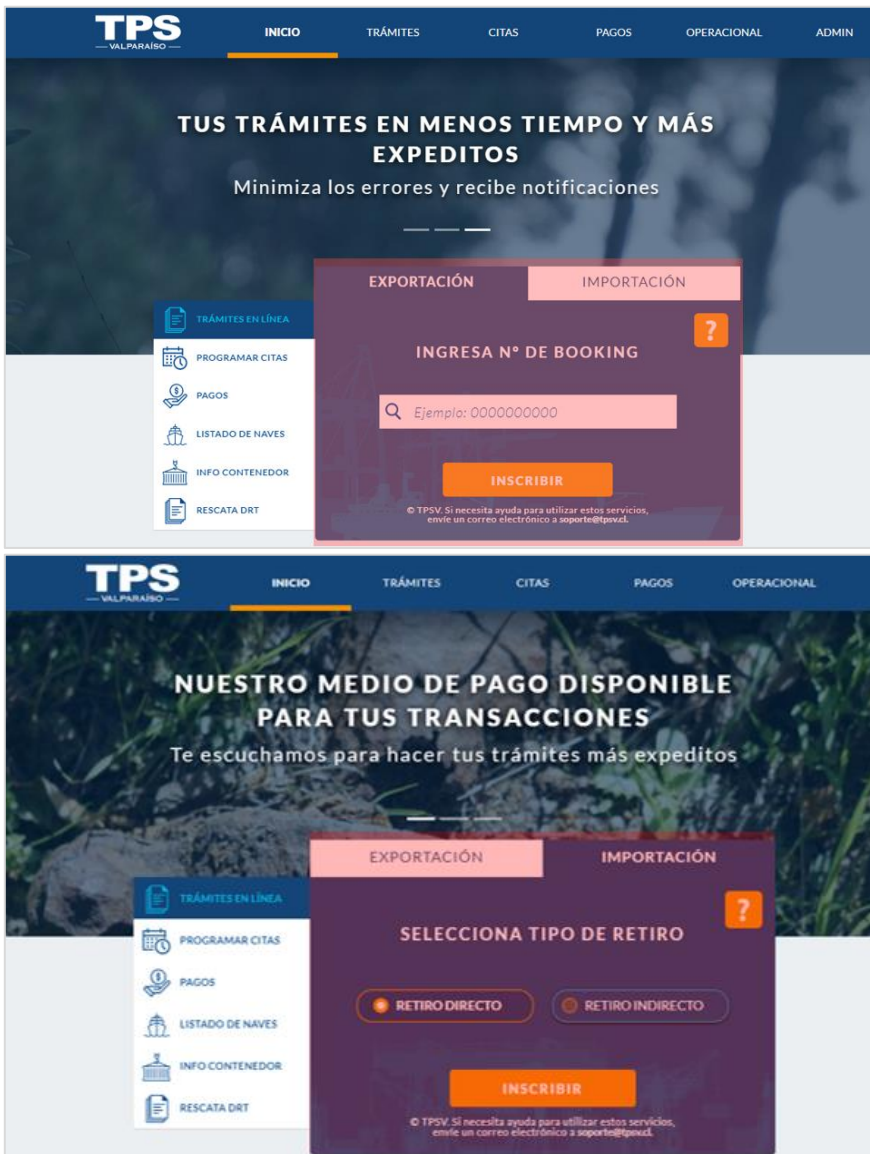 TPS
— VALPARAÍSO —
INICIO TRÁMITES CITAS PAGOS OPERACIONAL ADMIN
TUS TRÁMITES EN MENOS TIEMPO Y MÁS
EXPEDITOS
Minimiza los errores y recibe notificaciones
EXPORTACIÓN IMPORTACIÓN
TRÁMITES EN LÍNEA
PROGRAMAR CITAS
PAGOS
LISTADO DE NAVES
INFO CONTENEDOR
RESCATA DRT
?
INGRESA Nº DE BOOKING
Ejemplo: 0000000000
INSCRIBIR
© TPSV. Si necesita ayuda para utilizar estos servicios,
envíe un correo electrónico a soporte@tpsv.cl.
TPS
— VALPARAÍSO —
INICIO TRÁMITES CITAS PAGOS OPERACIONAL
NUESTRO MEDIO DE PAGO DISPONIBLE
PARA TUS TRANSACCIONES
Te escuchamos para hacer tus trámites más expeditos
EXPORTACIÓN IMPORTACIÓN
TRÁMITES EN LÍNEA
PROGRAMAR CITAS
PAGOS
LISTADO DE NAVES
INFO CONTENEDOR
RESCATA DRT
?
SELECCIONA TIPO DE RETIRO
RETIRO DIRECTO RETIRO INDIRECTO
INSCRIBIR
© TPSV. Si necesita ayuda para utilizar estos servicios,
envíe un correo electrónico a soporte@tpsv.cl.